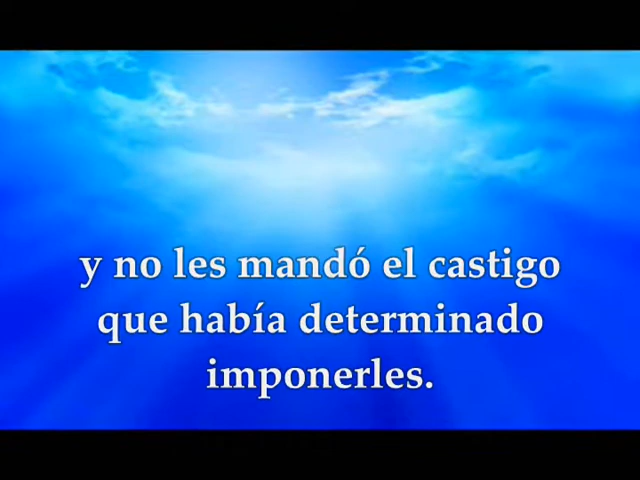 y no les mandó el castigo
que había determinado
imponerles.